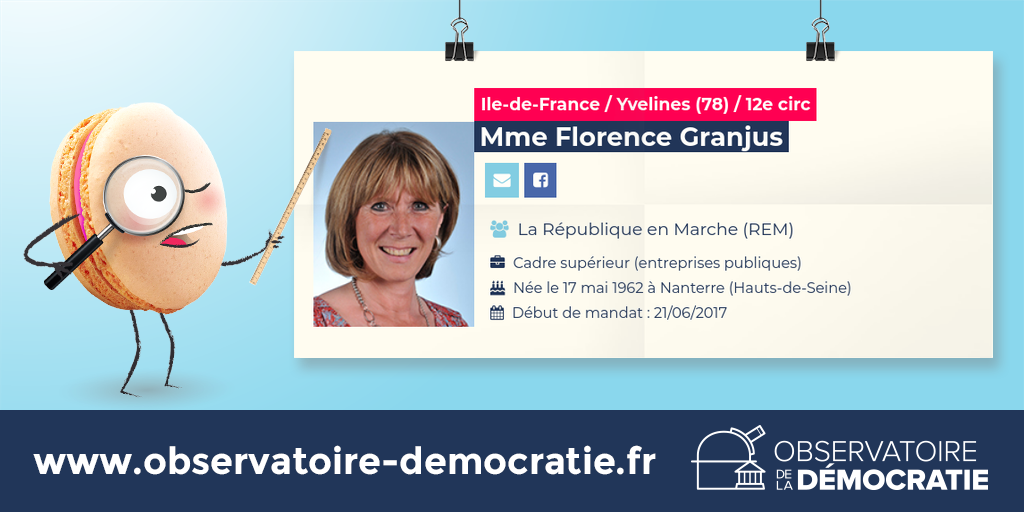 Ile-de-France / Yvelines (78) / 12e circ
Mme Florence Granjus
La République en Marche (REM)
Cadre supérieur (entreprises publiques)
Née le 17 mai 1962 à Nanterre (Hauts-de-Seine)
Début de mandat : 21/06/2017
www.observatoire-democratie.fr
OBSERVATOIRE
DE LA DÉMOCRATIE